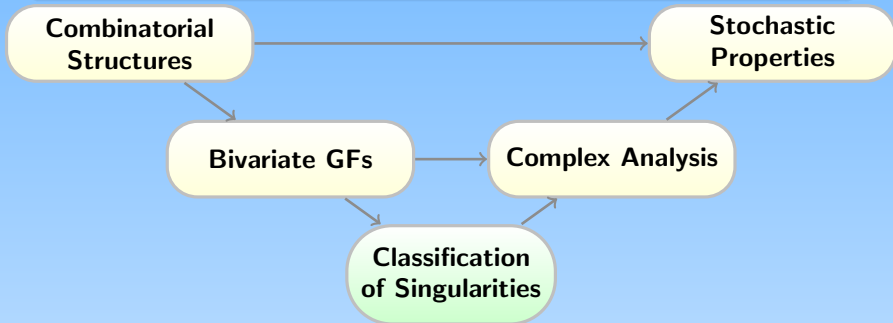 Combinatorial
Structures
Stochastic
Properties
Bivariate GFs
Complex Analysis
Classification
of Singularities